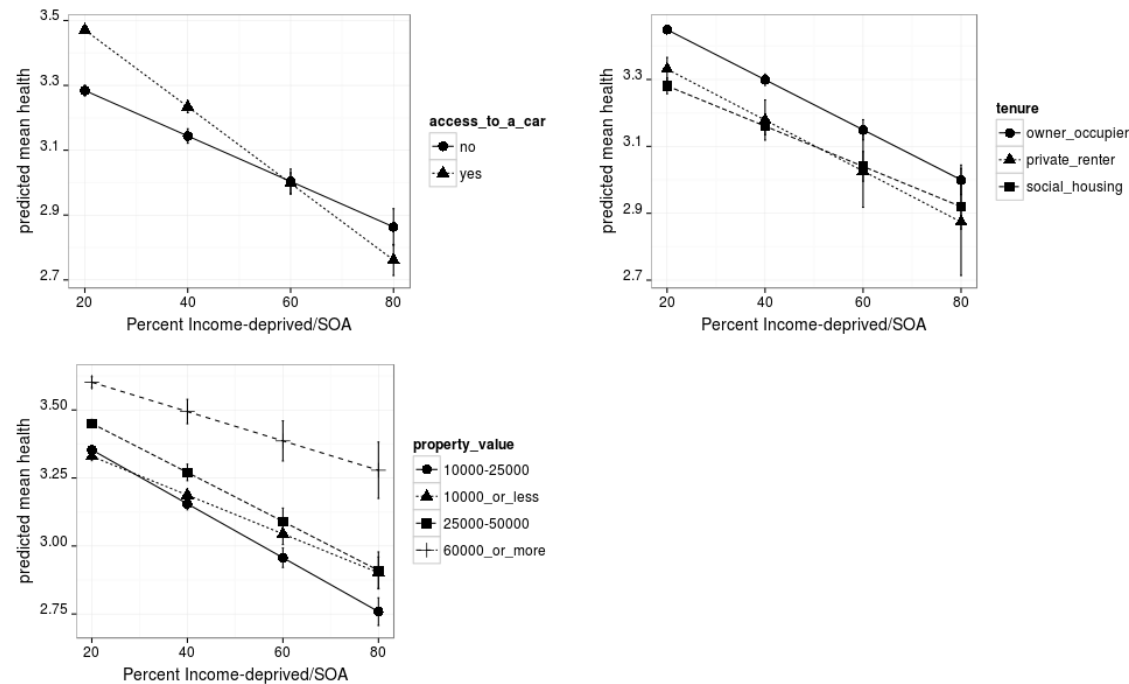 3.5
3.3
3.1
2.9
2.7
predicted mean health
20 40 60 80
Percent Income-deprived/SOA
access_to_a_car
no
yes
3.3
3.1
2.9
2.7
predicted mean health
20 40 60 80
Percent Income-deprived/SOA
tenure
owner_occupier
private_renter
social_housing
3.50
3.25
3.00
2.75
predicted mean health
20 40 60 80
Percent Income-deprived/SOA
property_value
10000-25000
10000_or_less
25000-50000
60000_or_more